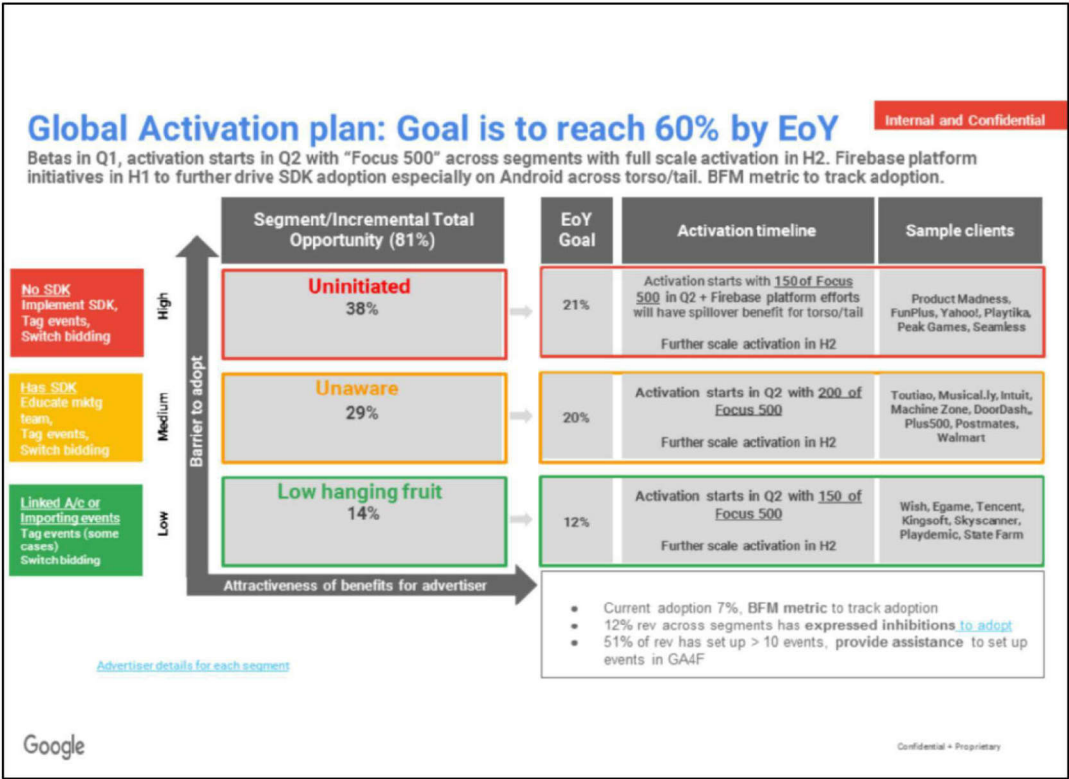 Global Activation plan: Goal is to reach 60% by EoY
Internal and Confidential
Betas in Q1, activation starts in Q2 with “Focus 500” across segments with full scale activation in H2. Firebase platform
initiatives in H1 to further drive SDK adoption especially on Android across torso/tail. BFM metric to track adoption.
Segment/Incremental Total
Opportunity (81%)
EoY
Goal
Activation timeline
Sample clients
Barrier to adopt
No SDK
Implement SDK,
Tag events,
Switch bidding
High
Uninitiated
38%
21%
Activation starts with 150 of Focus
500 in Q2 + Firebase platform efforts
will have spillover benefit for torso/tail
Further scale activation in H2
Product Madness,
FunPlus, Yahoo!, Playtika,
Peak Games, Seamless
Has SDK
Educate mktg
team,
Tag events,
Switch bidding
Medium
Unaware
29%
20%
Activation starts in Q2 with 200 of
Focus 500
Further scale activation in H2
Toutiao, Musical.ly, Intuit,
Machine Zone, DoorDash,,
Plus500, Postmates,
Walmart
Linked A/c or
Importing events
Tag events (some
cases)
Switch bidding
Low
Low hanging fruit
14%
12%
Activation starts in Q2 with 150 of
Focus 500
Further scale activation in H2
Wish, Egame, Tencent,
Kingsoft, Skyscanner,
Playdemic, State Farm
Attractiveness of benefits for advertiser
● Current adoption 7%, BFM metric to track adoption
● 12% rev across segments has expressed inhibitions to adopt
● 51% of rev has set up > 10 events, provide assistance to set up
events in GA4F
Advertiser details for each segment
Google
Confidential + Proprietary